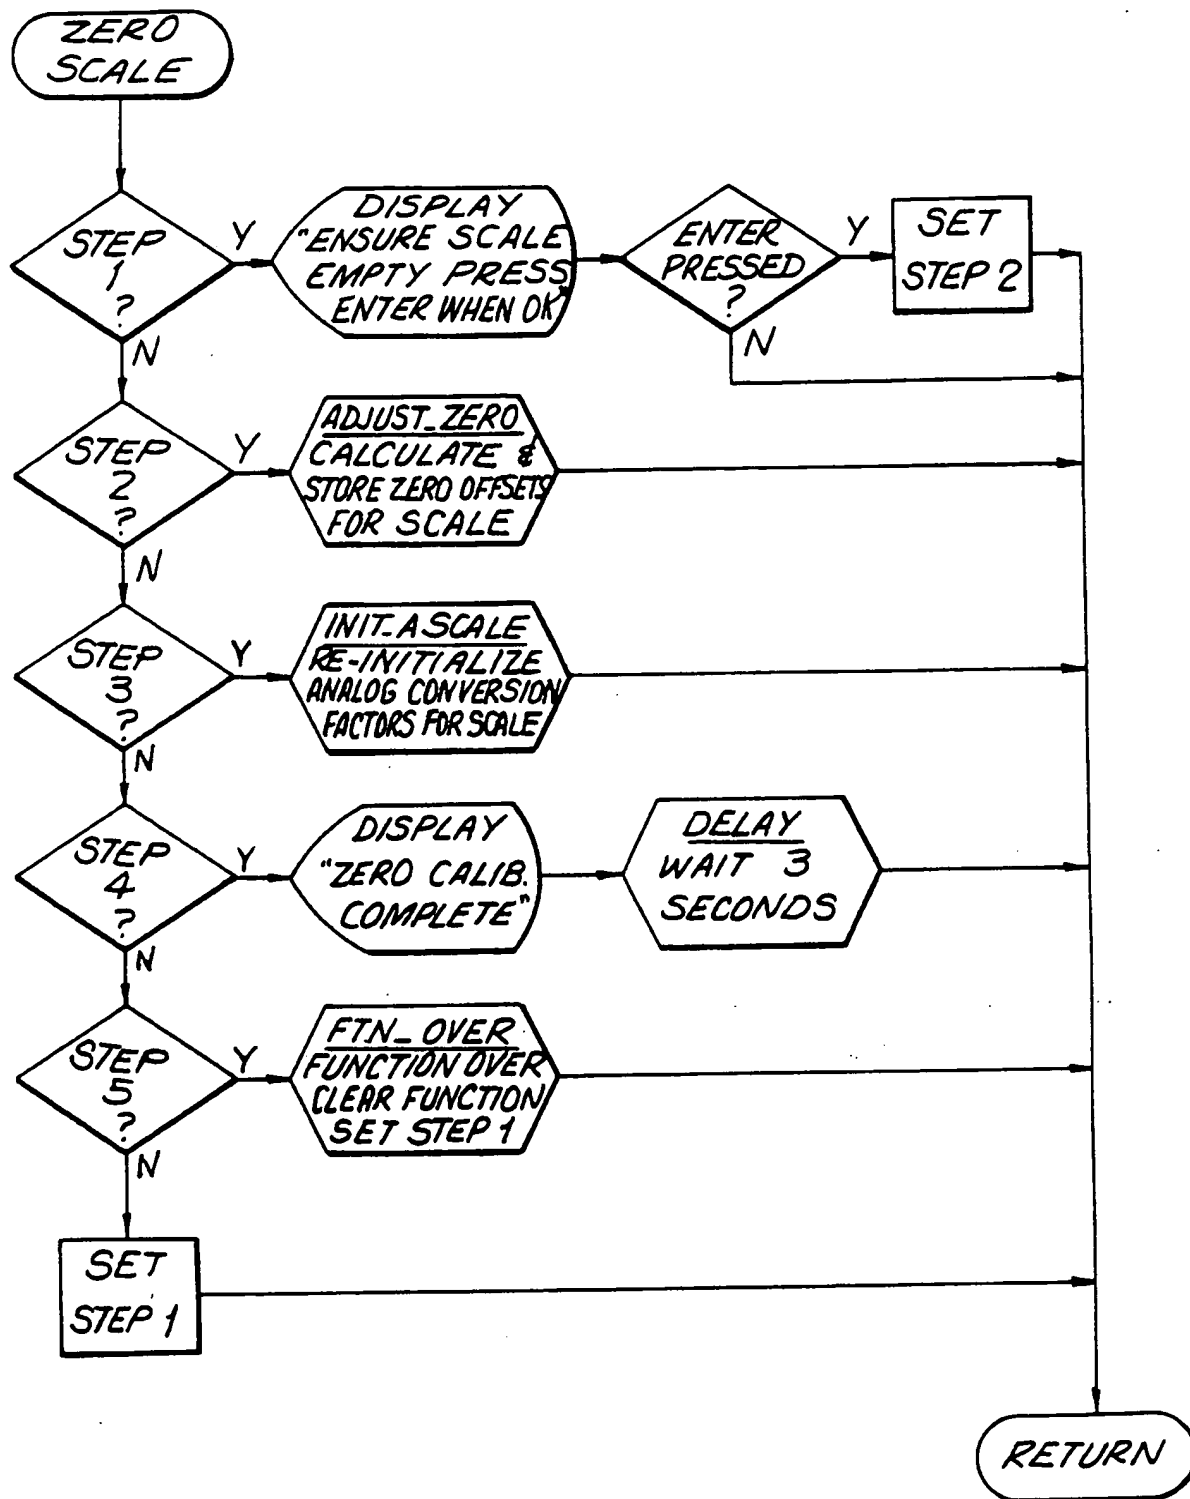 ZERO
SCALE
STEP
1
?
Y
DISPLAY
"ENSURE SCALE
EMPTY PRESS
ENTER WHEN OK"
ENTER
PRESSED
?
Y
SET
STEP 2
N
N
STEP
2
?
Y
ADJUST_ZERO
CALCULATE &
STORE ZERO OFFSETS
FOR SCALE
N
STEP
3
?
Y
INIT_ASCALE
RE-INITIALIZE
ANALOG CONVERSION
FACTORS FOR SCALE
N
STEP
4
?
Y
DISPLAY
"ZERO CALIB.
COMPLETE"
DELAY
WAIT 3
SECONDS
N
STEP
5
?
Y
FTN_OVER
FUNCTION OVER
CLEAR FUNCTION
SET STEP 1
N
SET
STEP 1
RETURN